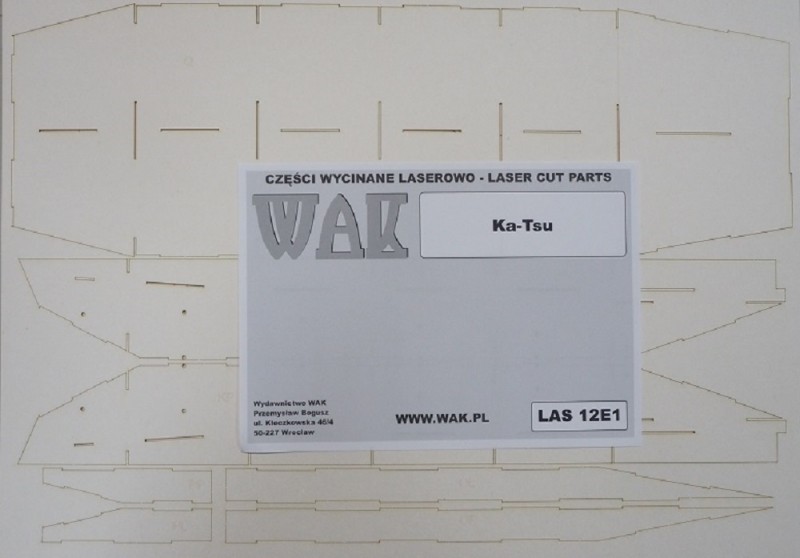 CZĘŚCI WYCINANE LASEROWO - LASER CUT PARTS
WAK
Ka-Tsu
Wydawnictwo WAK
Przemysław Bogusz
ul. Kleczkowska 46/4
50-227 Wrocław
WWW.WAK.PL
LAS 12E1